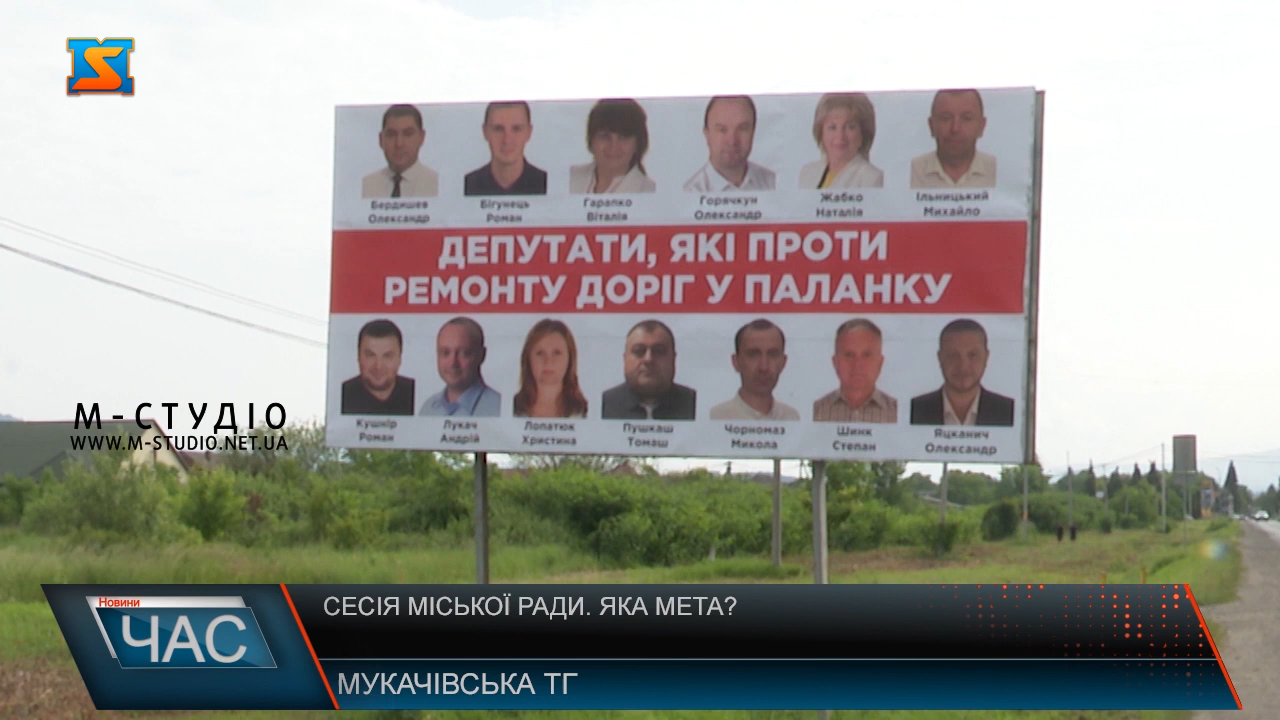 Бердишев
Олександр
Бігунець
Роман
Гарапко
Віталія
Горячкун
Олександр
Жабко
Наталія
Ільницький
Михайло
ДЕПУТАТИ, ЯКІ ПРОТИ
РЕМОНТУ ДОРІГ У ПАЛАНКУ
Кушнір
Роман
Лукач
Андрій
Лопатюк
Христина
Пушкаш
Томаш
Чорномаз
Микола
Шинк
Степан
Яцканич
Олександр
М-СТУДІО
WWW.M-STUDIO.NET.UA
Новини
ЧАС
СЕСІЯ МІСЬКОЇ РАДИ. ЯКА МЕТА?
МУКАЧІВСЬКА ТГ